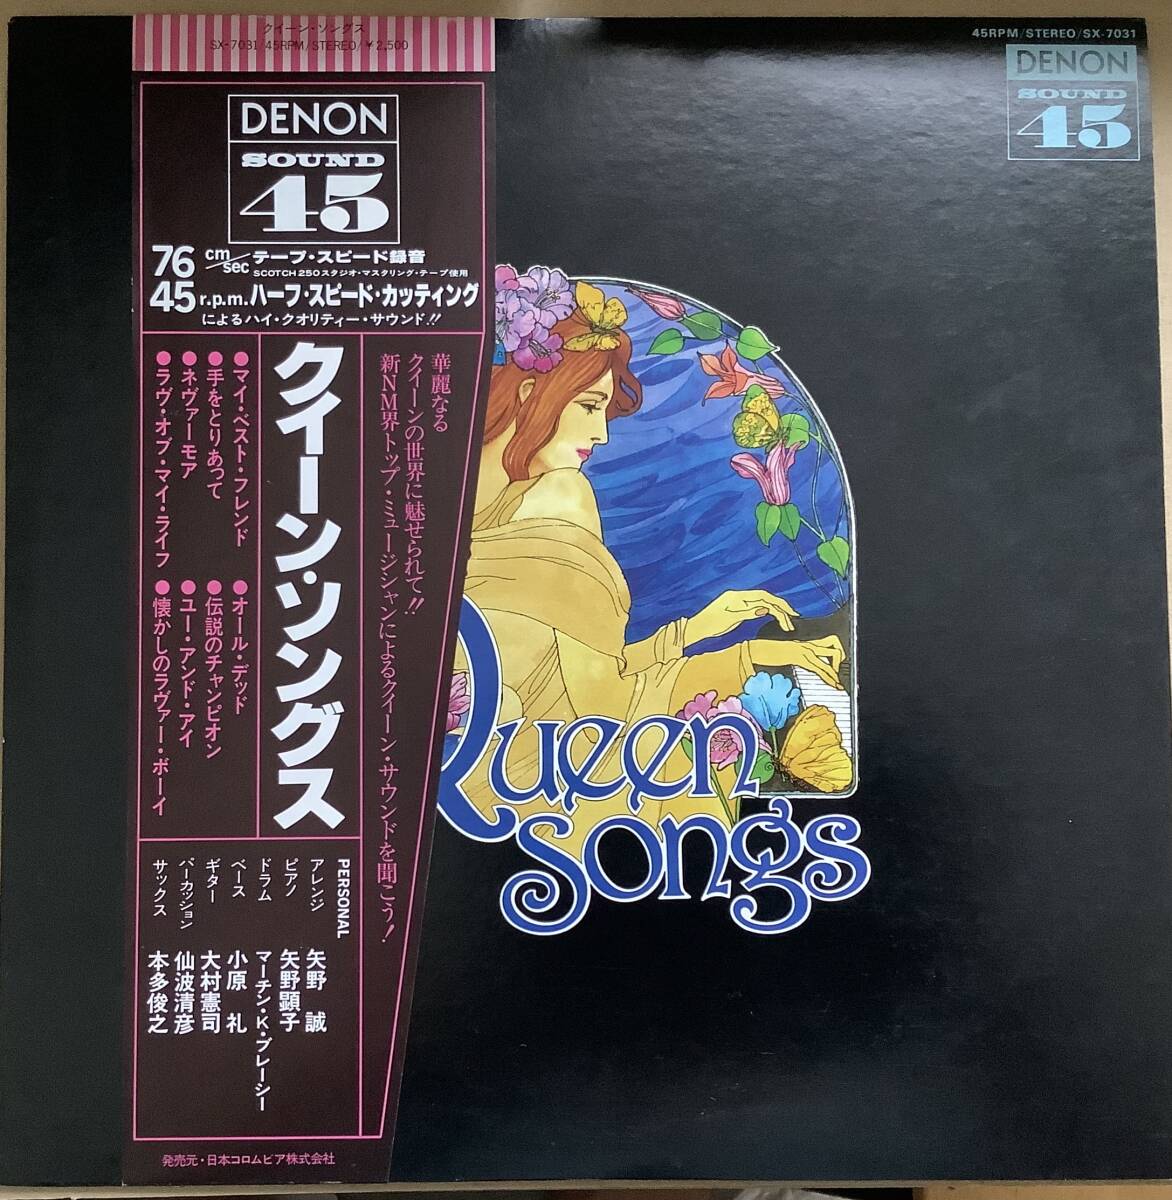 クイーン・ソングス
SX-7031/45RPM/STEREO/¥2,500
DENON
SOUND
45
76 cm/sec テープ・スピード録音
SCOTCH 250スタジオ・マスタリング・テープ使用
45 r.p.m. ハーフ・スピード・カッティング
によるハイ・クオリティー・サウンド!!
華麗なる
クイーンの世界に魅せられて!!
新NM界トップ・ミュージシャンによるクイーン・サウンドを聞こう!
クイーン・ソングス
●マイ・ベスト・フレンド
●手をとりあって
●ネヴァーモア
●ラヴ・オブ・マイ・ライフ
●オール・デッド
●伝説のチャンピオン
●ユー・アンド・アイ
●懐かしのラヴァー・ボーイ
PERSONAL
アレンジ 矢野 誠
ピアノ 矢野顕子
ドラム マーチン・K・ブレーシー
ベース 小原 礼
ギター 大村憲司
パーカッション 仙波清彦
サックス 本多俊之
発売元・日本コロムビア株式会社
45RPM/STEREO/SX-7031
DENON
SOUND
45
Queen
Songs